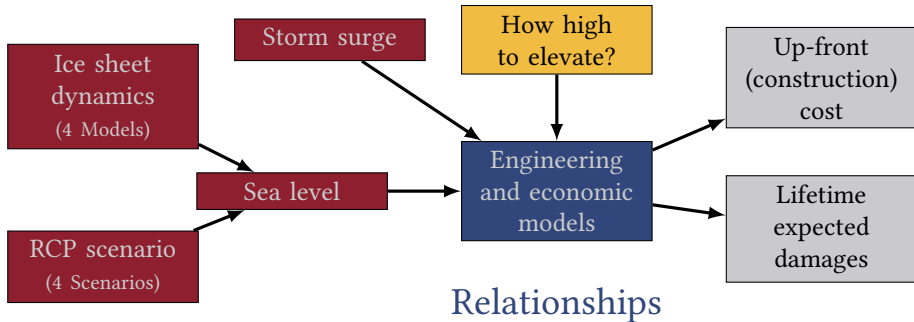 Ice sheet
dynamics
(4 Models)
RCP scenario
(4 Scenarios)
Storm surge
Sea level
How high
to elevate?
Engineering
and economic
models
Up-front
(construction)
cost
Lifetime
expected
damages
Relationships